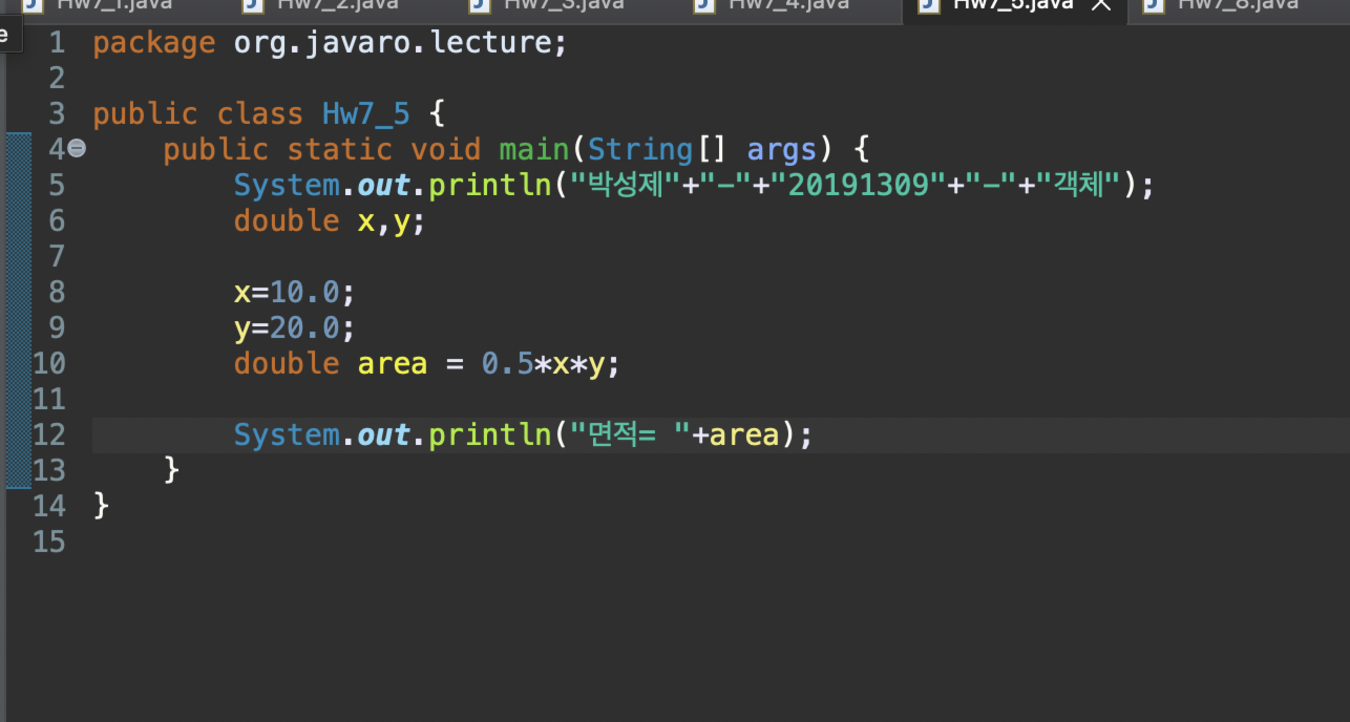 Hw7_1.java Hw7_2.java Hw7_3.java Hw7_4.java Hw7_5.java Hw7_8.java
e
1 package org.javaro.lecture;
2
3 public class Hw7_5 {
4 public static void main(String[] args) {
5 System.out.println("박성제"+"-"+"20191309"+"-"+"객체");
6 double x,y;
7
8 x=10.0;
9 y=20.0;
10 double area = 0.5*x*y;
11
12 System.out.println("면적= "+area);
13 }
14 }
15